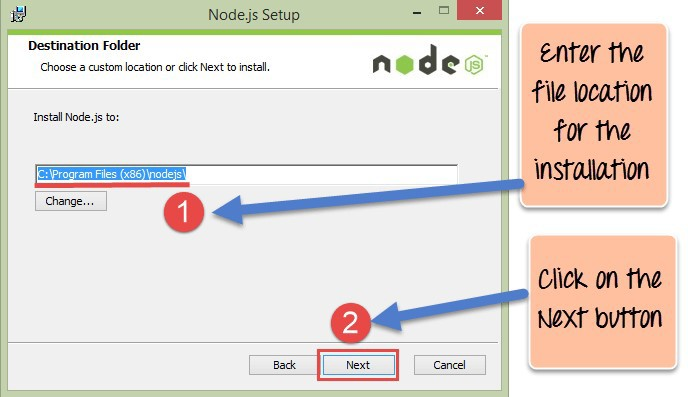 Node.js Setup
Destination Folder
Choose a custom location or click Next to install.
node JS
Install Node.js to:
C:\Program Files (x86)\nodejs\
Change...
1
Enter the
file location
for the
installation
2
Click on the
Next button
Back
Next
Cancel